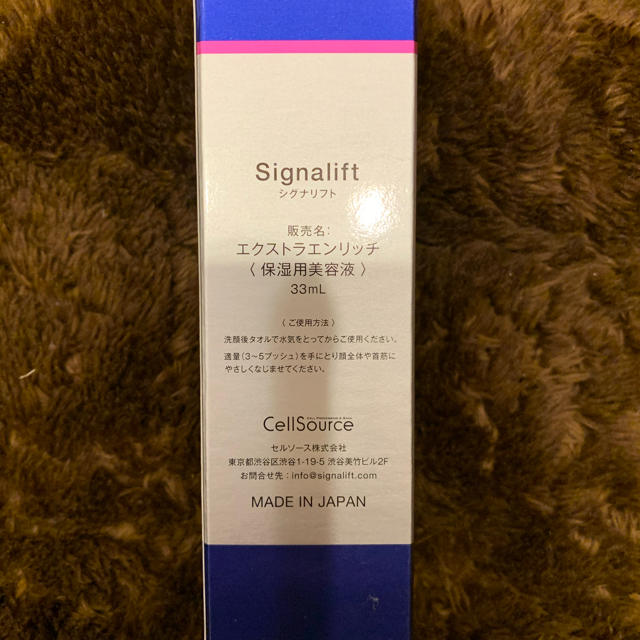 Signalift
シグナリフト
販売名:
エクストラエンリッチ
〈 保湿用美容液 〉
33mL
〈 ご使用方法 〉
洗顔後タオルで水気をとってからご使用ください。
適量（3〜5プッシュ）を手にとり顔全体や首筋に
やさしくなじませてください。
CellSource
セルソース株式会社
東京都渋谷区渋谷1-19-5 渋谷美竹ビル2F
お問合せ先：info@signalift.com
MADE IN JAPAN